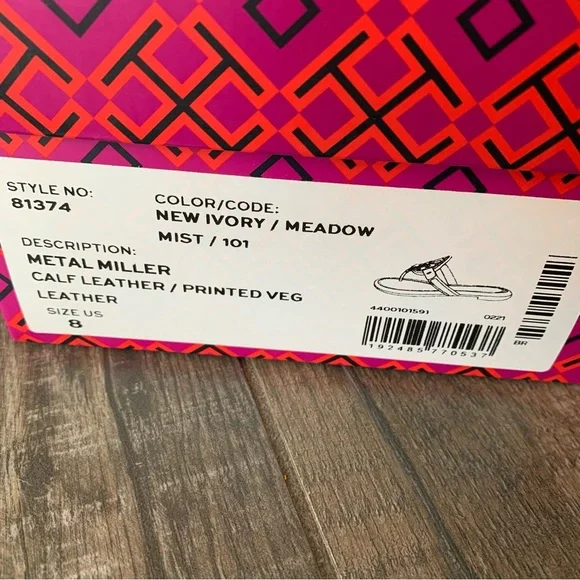 STYLE NO:
81374
COLOR/CODE:
NEW IVORY / MEADOW
MIST / 101
DESCRIPTION:
METAL MILLER
CALF LEATHER / PRINTED VEG
LEATHER
SIZE US
8
4400101591
0221
192485770537
BR